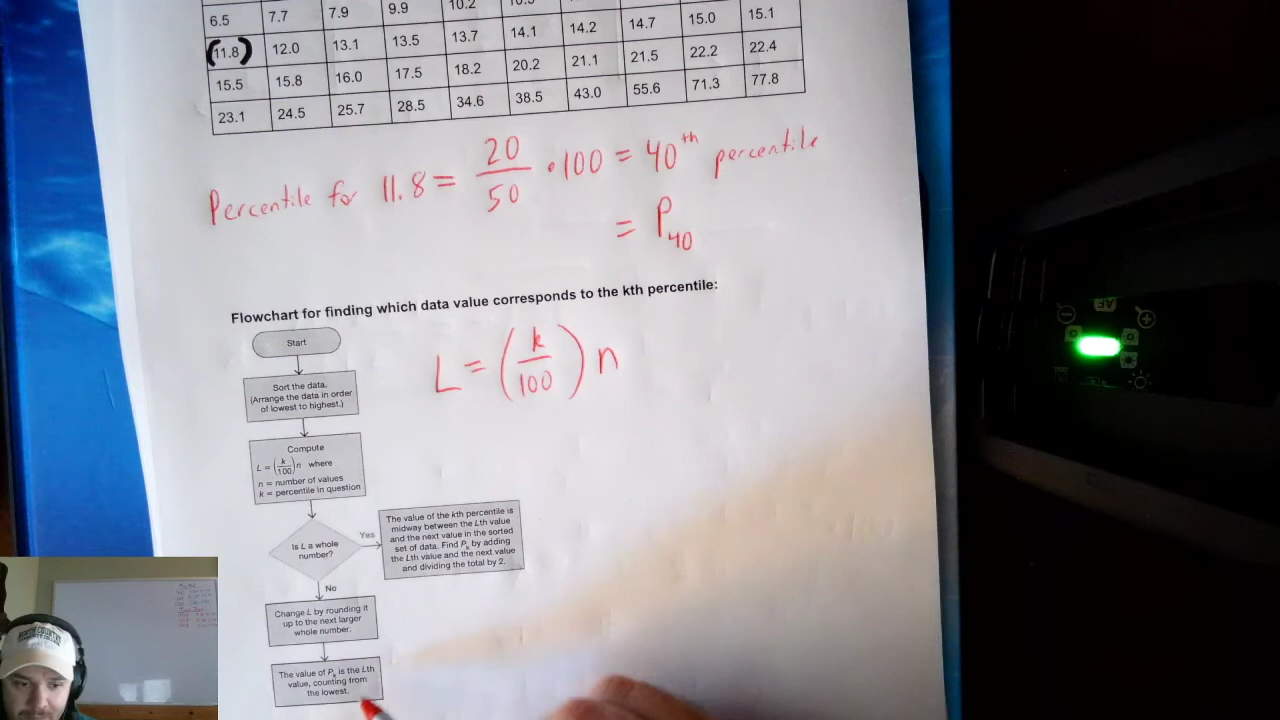 6.5 7.7 7.9 9.9 10.2
(11.8) 12.0 13.1 13.5 13.7 14.1 14.2 14.7 15.0 15.1
15.5 15.8 16.0 17.5 18.2 20.2 21.1 21.5 22.2 22.4
23.1 24.5 25.7 28.5 34.6 38.5 43.0 55.6 71.3 77.8
Percentile for 11.8 = 20/50 · 100 = 40th percentile
= P40
Flowchart for finding which data value corresponds to the kth percentile:
Start
L = (k/100) n
Sort the data.
(Arrange the data in order
of lowest to highest.)
Compute
L = (k/100) n where
n = number of values
k = percentile in question
Is L a whole
number?
Yes
The value of the kth percentile is
midway between the Lth value
and the next value in the sorted
set of data. Find Pk by adding
the Lth value and the next value
and dividing the total by 2.
No
Change L by rounding it
up to the next larger
whole number.
The value of Pk is the Lth
value, counting from
the lowest.
AF